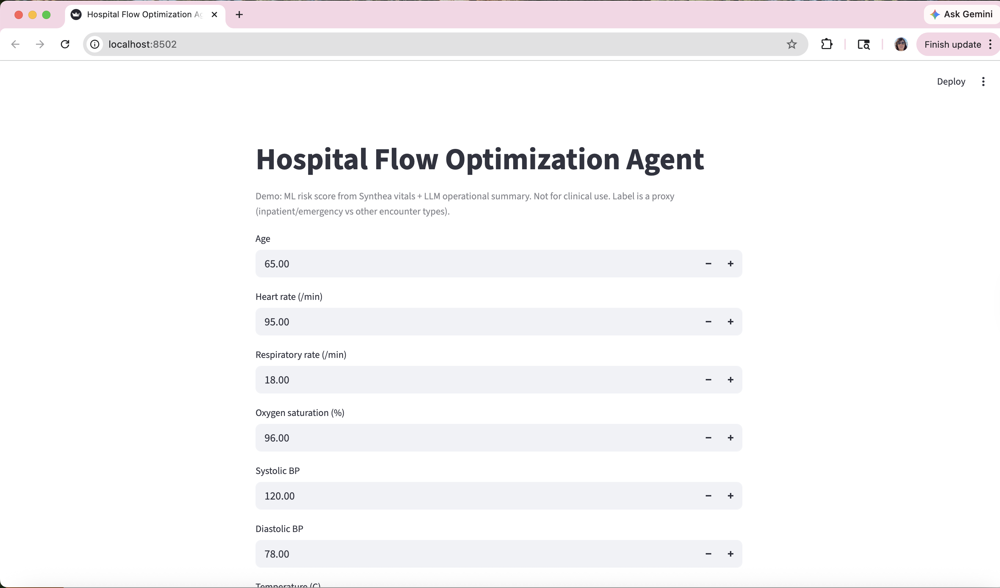 Hospital Flow Optimization Ag
Ask Gemini
localhost:8502
Finish update
Deploy
Hospital Flow Optimization Agent
Demo: ML risk score from Synthea vitals + LLM operational summary. Not for clinical use. Label is a proxy
(inpatient/emergency vs other encounter types).
Age
65.00
Heart rate (/min)
95.00
Respiratory rate (/min)
18.00
Oxygen saturation (%)
96.00
Systolic BP
120.00
Diastolic BP
78.00
Temperature (C)